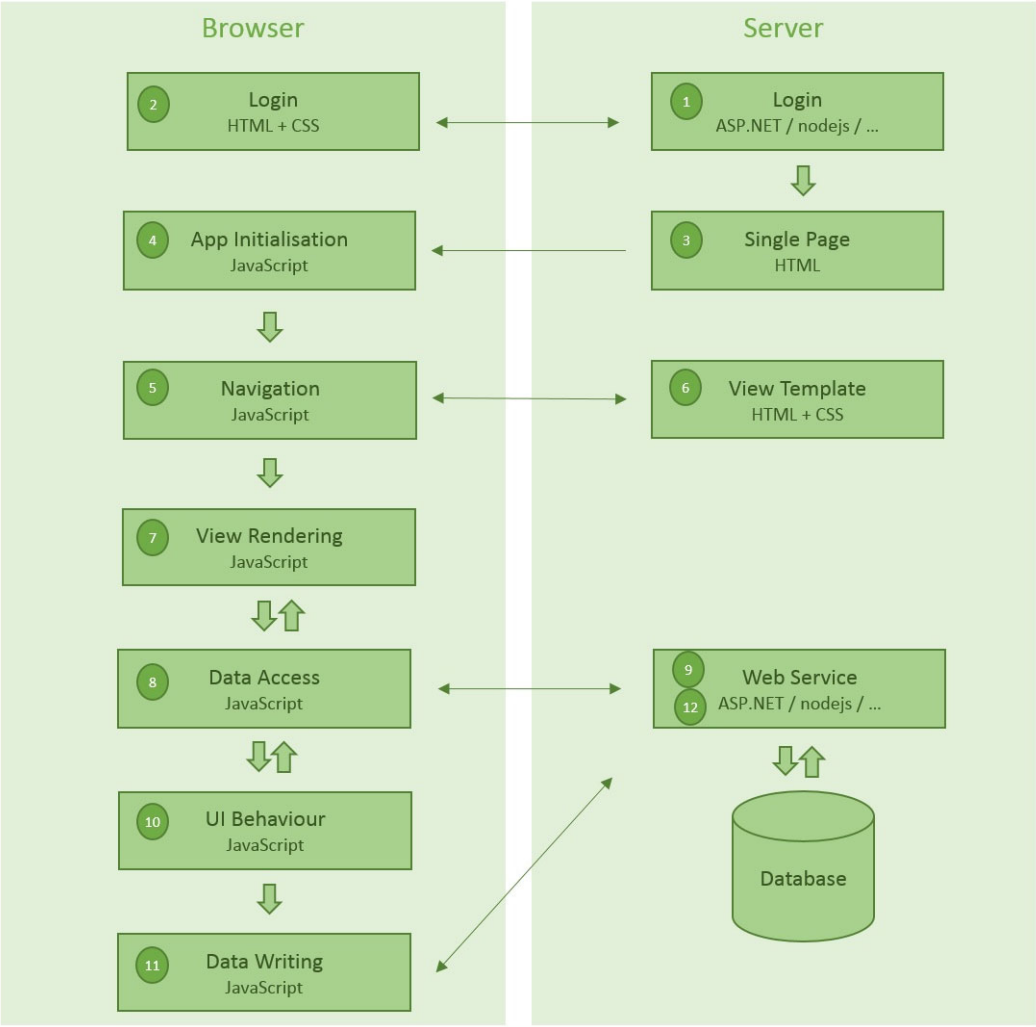 Browser
Server
2
Login
HTML + CSS
1
Login
ASP.NET / nodejs / ...
4
App Initialisation
JavaScript
3
Single Page
HTML
5
Navigation
JavaScript
6
View Template
HTML + CSS
7
View Rendering
JavaScript
8
Data Access
JavaScript
9
Web Service
12
ASP.NET / nodejs / ...
10
UI Behaviour
JavaScript
Database
11
Data Writing
JavaScript